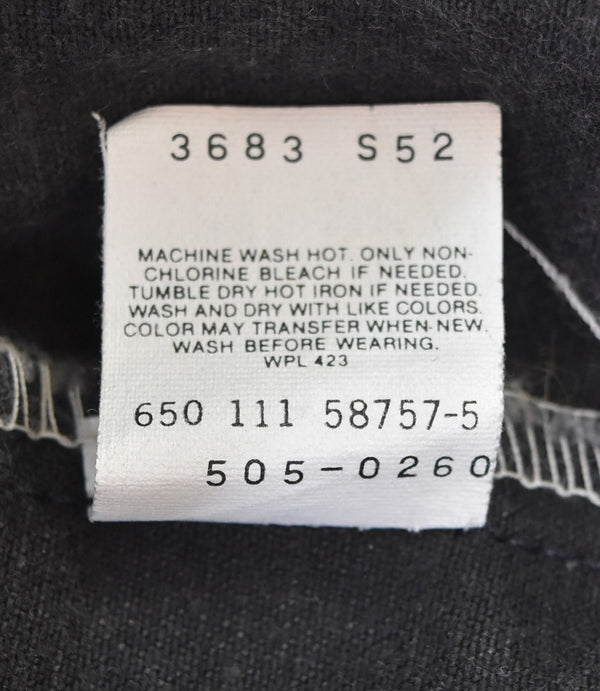 3683 S52
MACHINE WASH HOT. ONLY NON-
CHLORINE BLEACH IF NEEDED.
TUMBLE DRY HOT IRON IF NEEDED.
WASH AND DRY WITH LIKE COLORS.
COLOR MAY TRANSFER WHEN NEW.
WASH BEFORE WEARING.
WPL 423
650 111 58757-5
505-0260